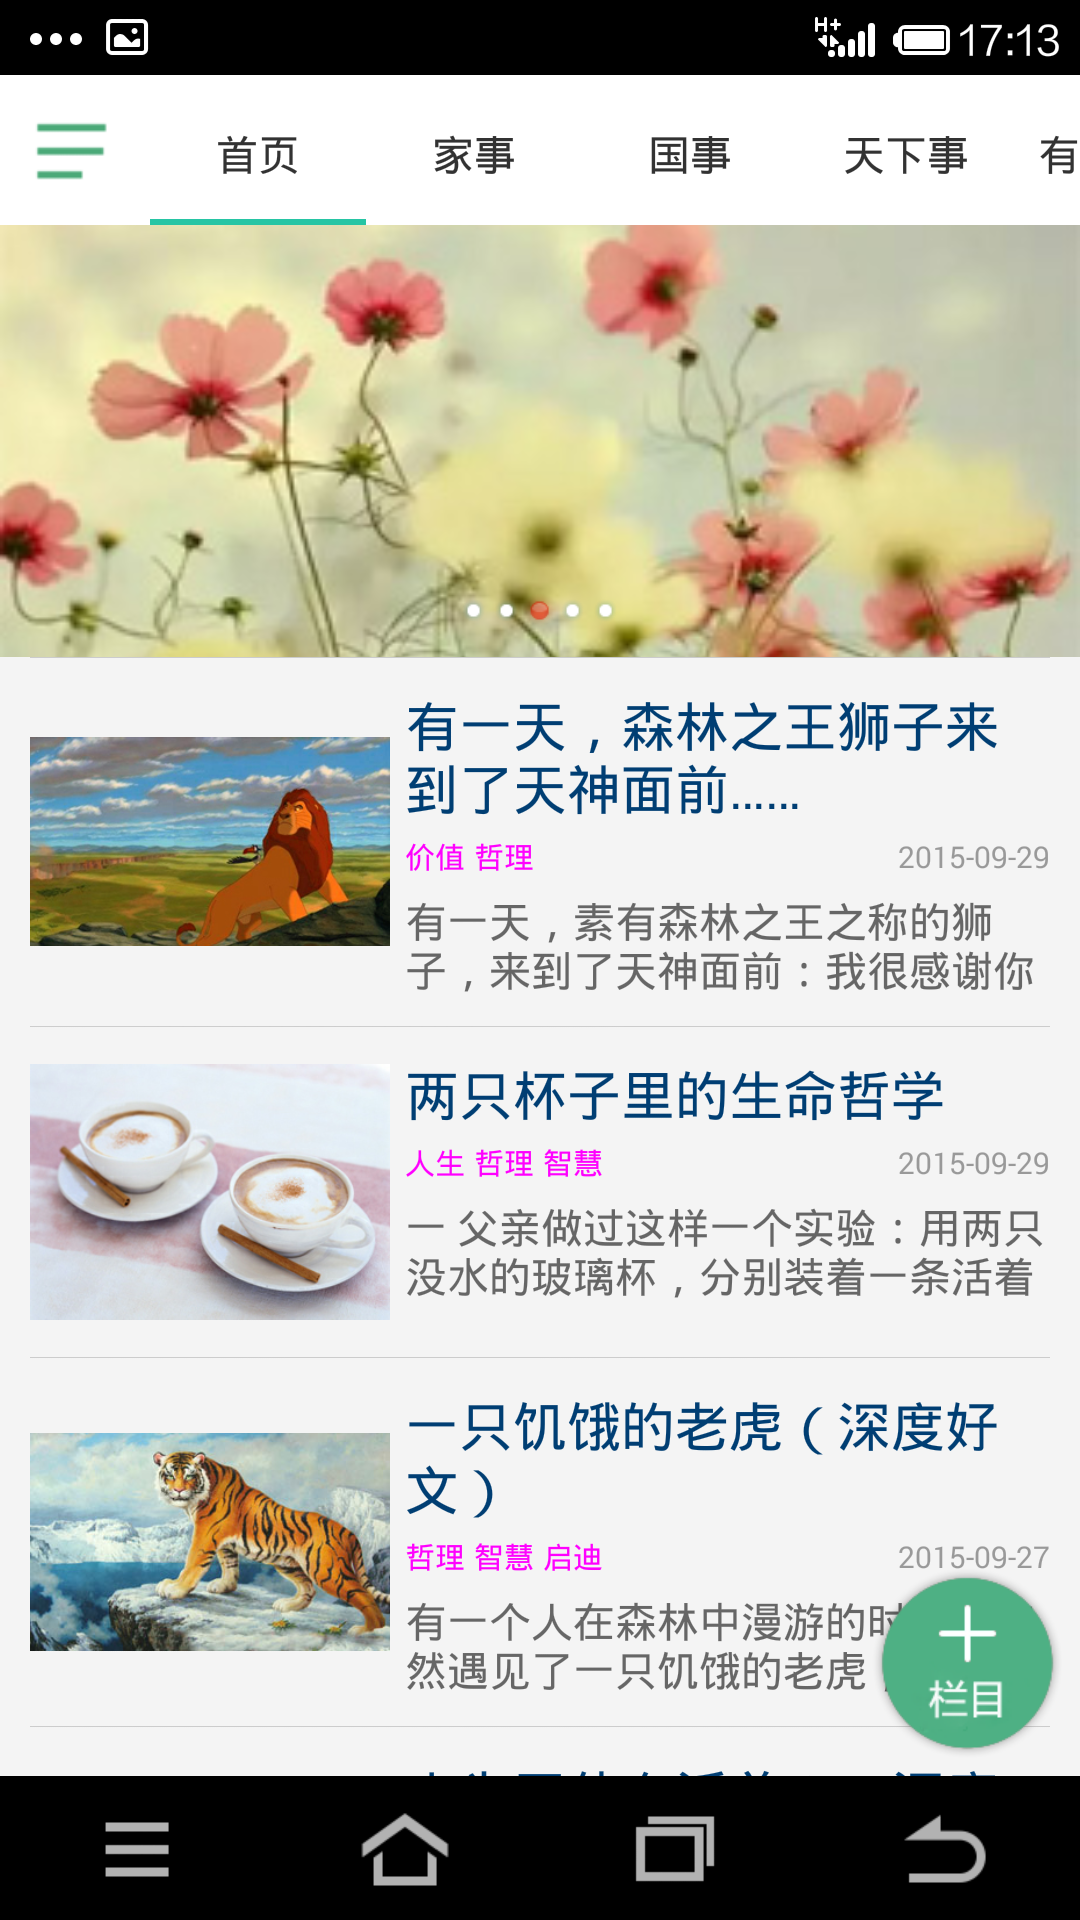 H+ 17:13
首页 家事 国事 天下事 有
有一天，森林之王狮子来
到了天神面前......
价值 哲理 2015-09-29
有一天，素有森林之王之称的狮
子，来到了天神面前：我很感谢你
两只杯子里的生命哲学
人生 哲理 智慧 2015-09-29
一 父亲做过这样一个实验：用两只
没水的玻璃杯，分别装着一条活着
一只饥饿的老虎（深度好
文）
哲理 智慧 启迪 2015-09-27
有一个人在森林中漫游的时
然遇见了一只饥饿的老虎
栏目